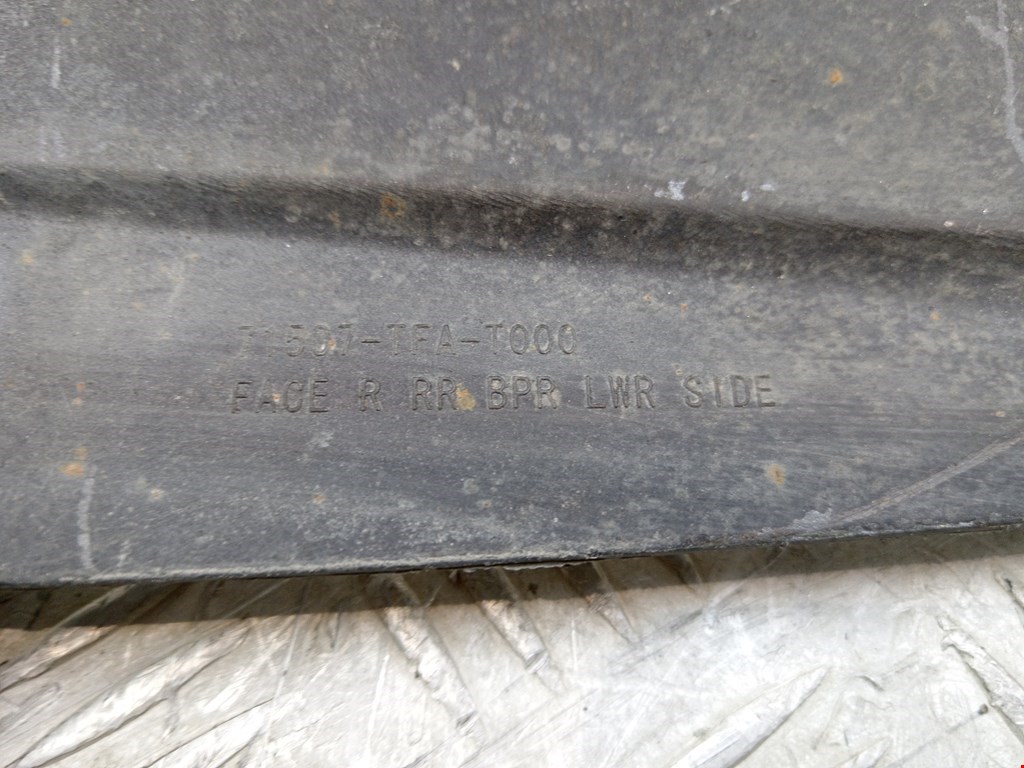 71507-TFA-T000
FACE R RR BPR LWR SIDE